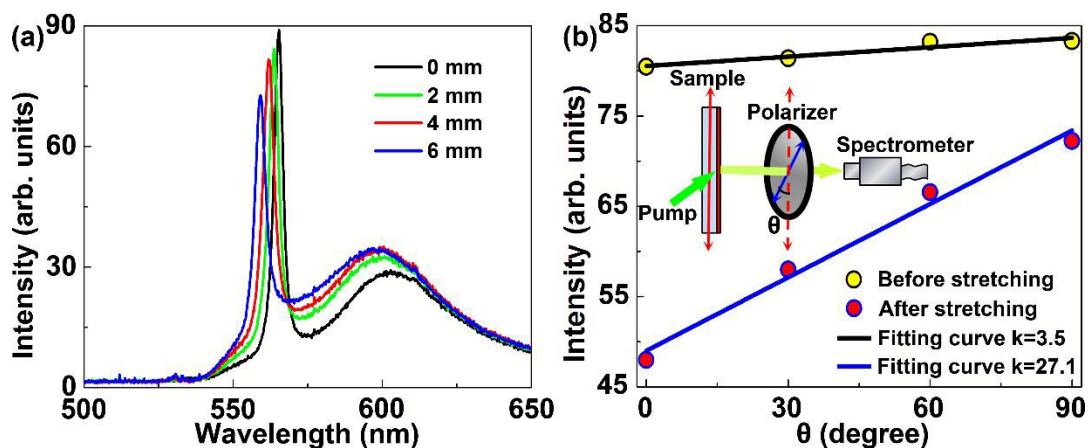 (a)
90
60
30
0
Intensity (arb. units)
0 mm
2 mm
4 mm
6 mm
500
550
600
650
Wavelength (nm)
(b)
85
75
65
55
45
Intensity (arb. units)
Sample
Polarizer
Spectrometer
Pump
θ
Before stretching
After stretching
Fitting curve k=3.5
Fitting curve k=27.1
0
30
60
90
θ (degree)